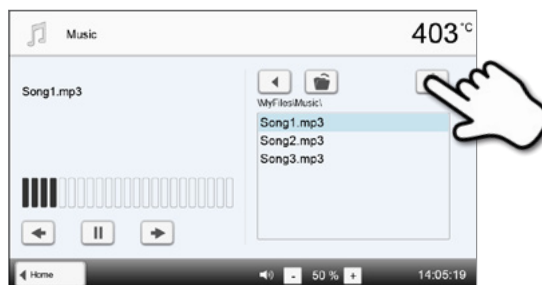 Music
403 °C
Song1.mp3
\MyFiles\Music\
Song1.mp3
Song2.mp3
Song3.mp3
Home
- 50 % +
14:05:19